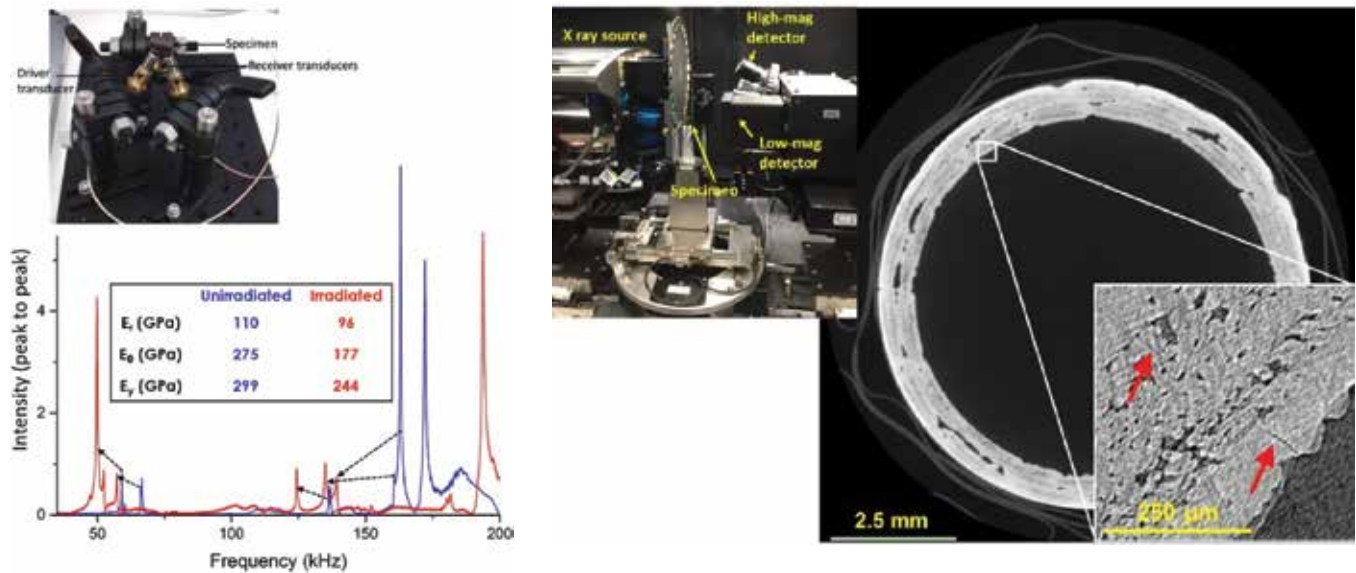 Specimen
Receiver transducers
Driver
transducer
Intensity (peak to peak)
4
2
0
Unirradiated Irradiated
Eᵣ (GPa) 110 96
E_θ (GPa) 275 177
Eᵧ (GPa) 299 244
50 100 150 200
Frequency (kHz)
X ray source
High-mag
detector
Low-mag
detector
Specimen
2.5 mm
250 µm